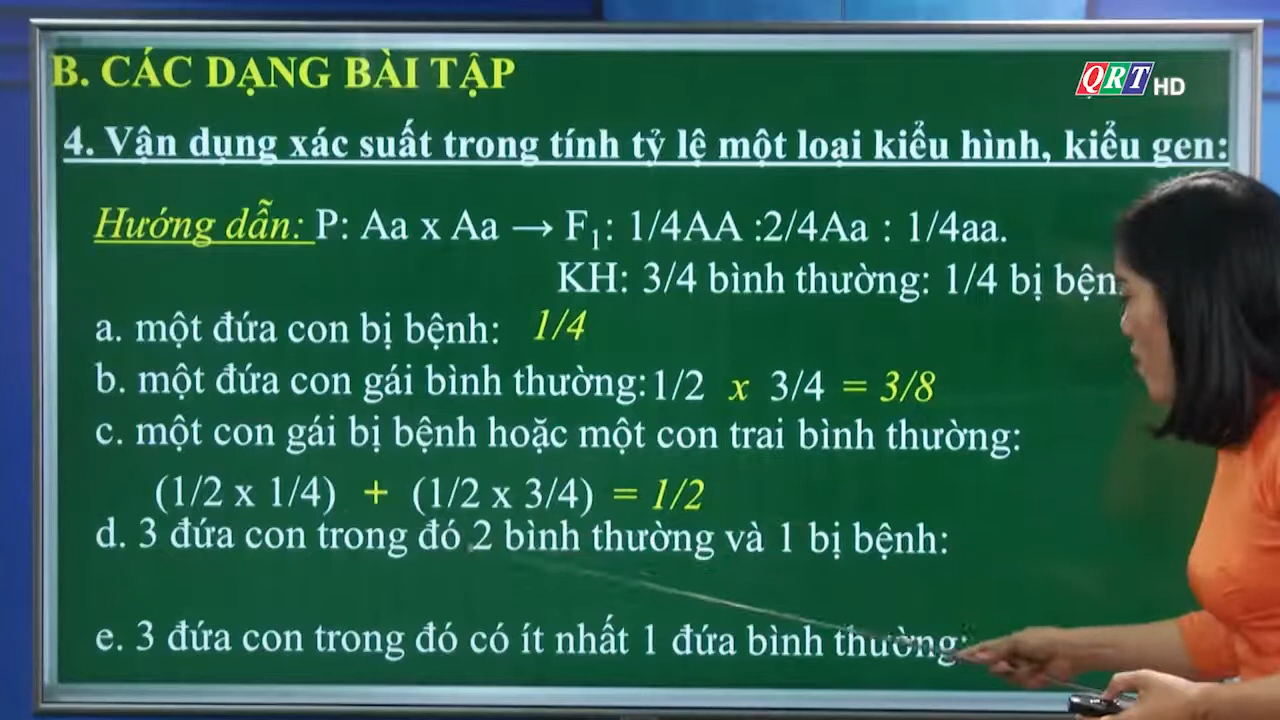 B. CÁC DẠNG BÀI TẬP
QRT HD
4. Vận dụng xác suất trong tính tỷ lệ một loại kiểu hình, kiểu gen:
Hướng dẫn: P: Aa x Aa → F₁: 1/4AA :2/4Aa : 1/4aa.
KH: 3/4 bình thường: 1/4 bị bện
a. một đứa con bị bệnh: 1/4
b. một đứa con gái bình thường: 1/2 x 3/4 = 3/8
c. một con gái bị bệnh hoặc một con trai bình thường:
(1/2 x 1/4) + (1/2 x 3/4) = 1/2
d. 3 đứa con trong đó 2 bình thường và 1 bị bệnh:
e. 3 đứa con trong đó có ít nhất 1 đứa bình thường: